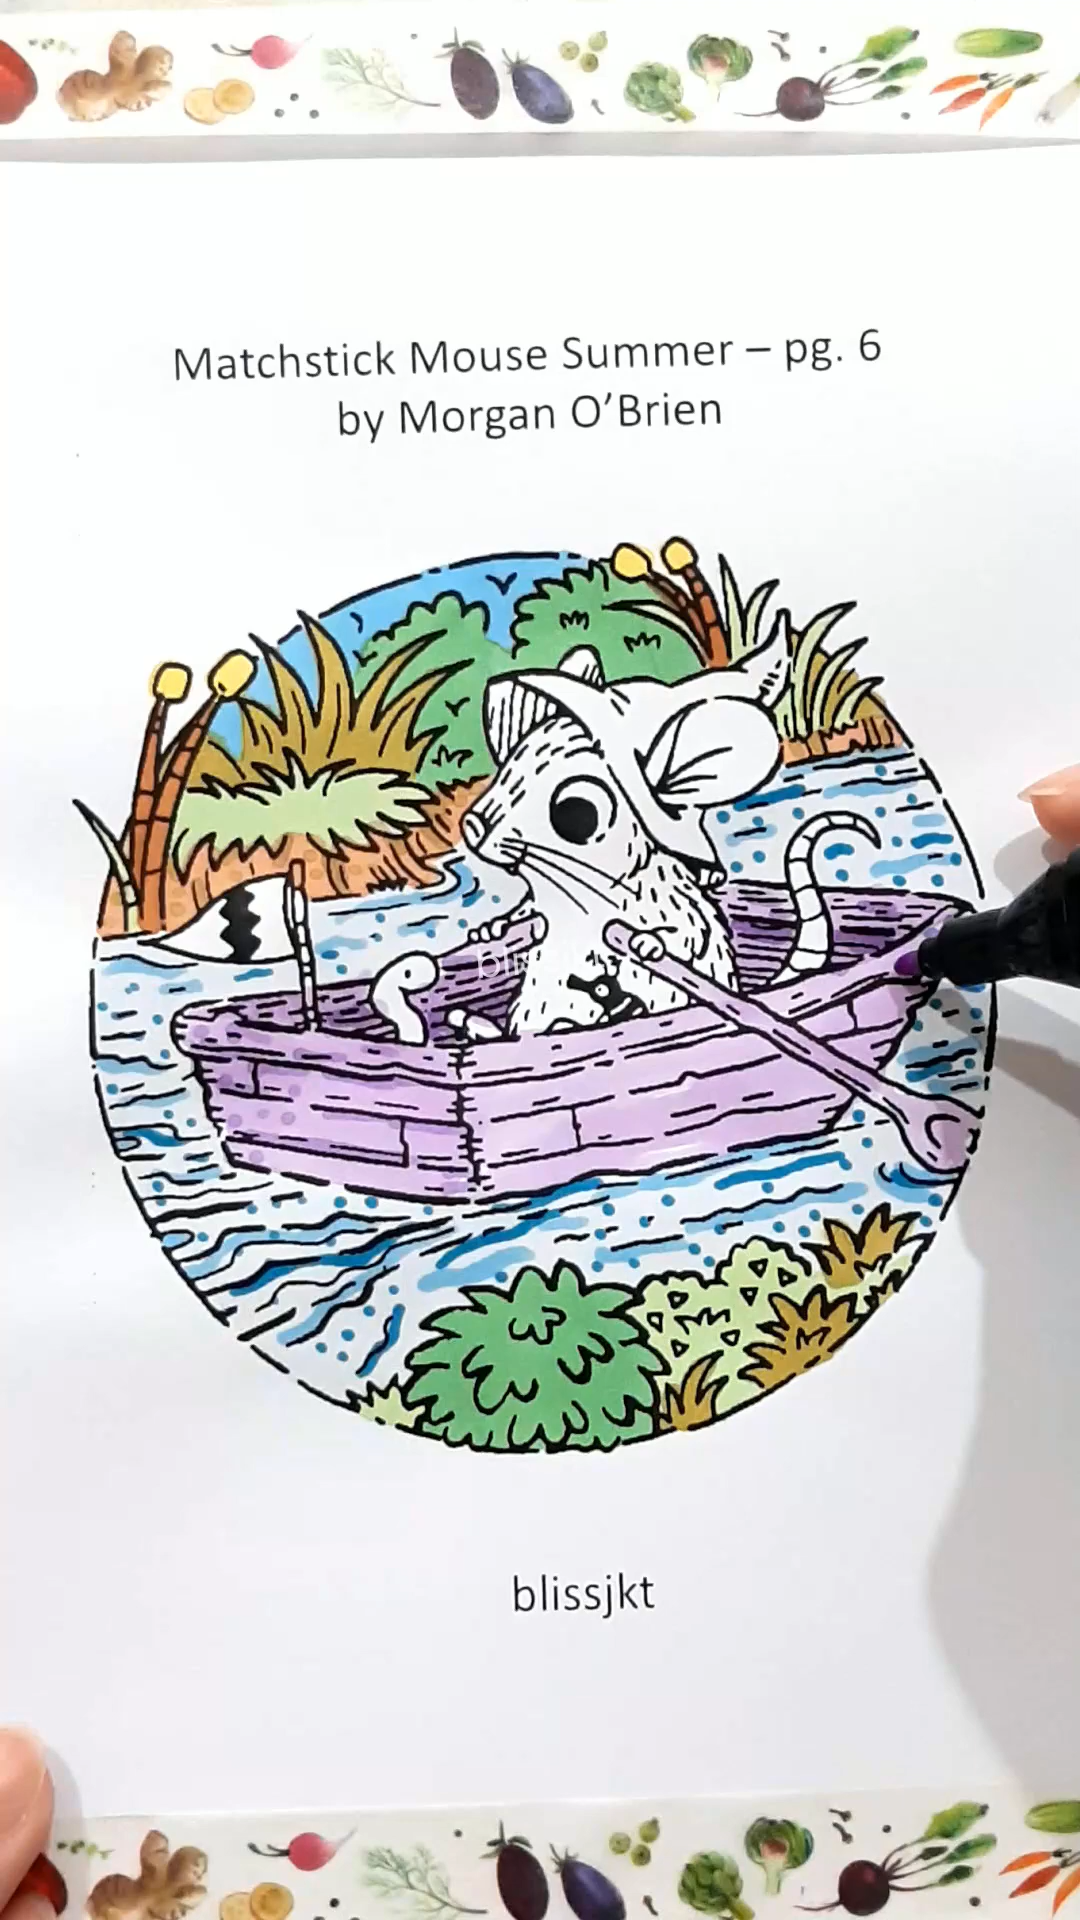 Matchstick Mouse Summer – pg. 6
by Morgan O’Brien
blissjkt